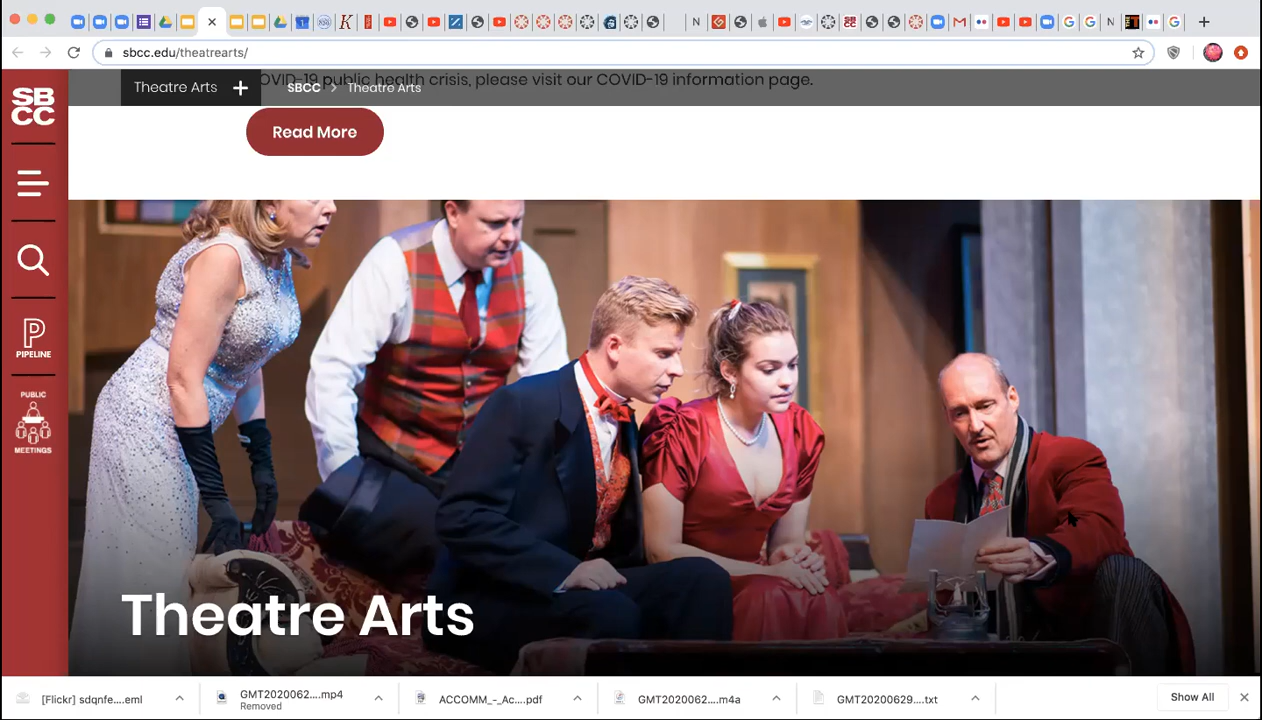 sbcc.edu/theatrearts/
OVID-19 public health crisis, please visit our COVID-19 information page.
Theatre Arts +
SBCC > Theatre Arts
SB
CC
Read More
PIPELINE
PUBLIC
MEETINGS
Theatre Arts
[Flickr] sdqnfe....eml
GMT2020062....mp4
Removed
ACCOMM_-_Ac....pdf
GMT2020062....m4a
GMT20200629....txt
Show All